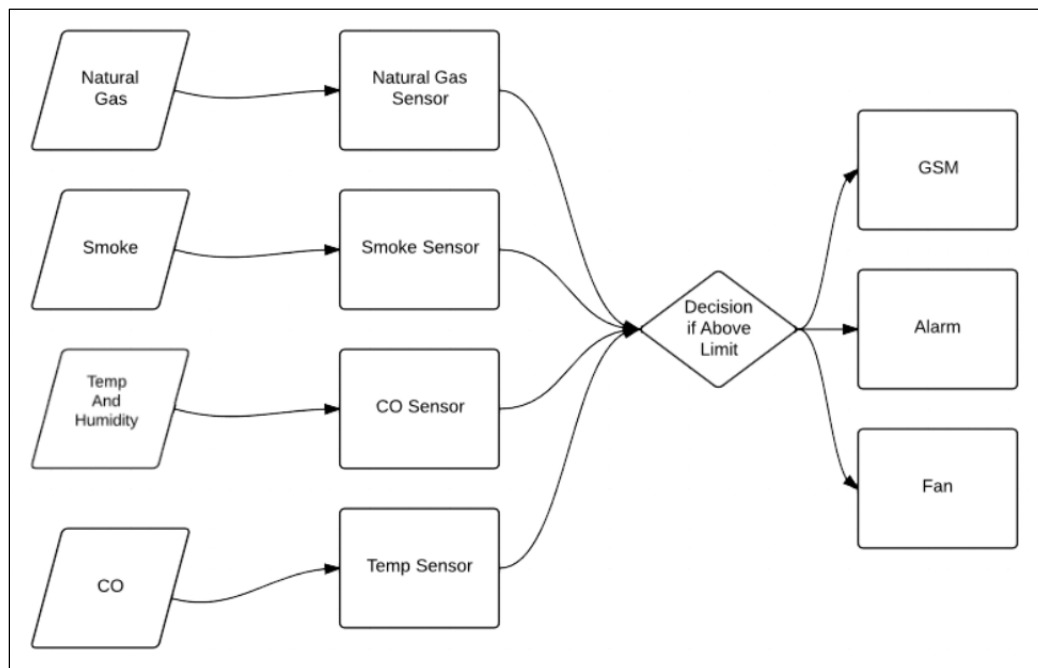 Natural
Gas
Natural Gas
Sensor
GSM
Smoke
Smoke Sensor
Decision
if Above
Limit
Alarm
Temp
And
Humidity
CO Sensor
Fan
CO
Temp Sensor